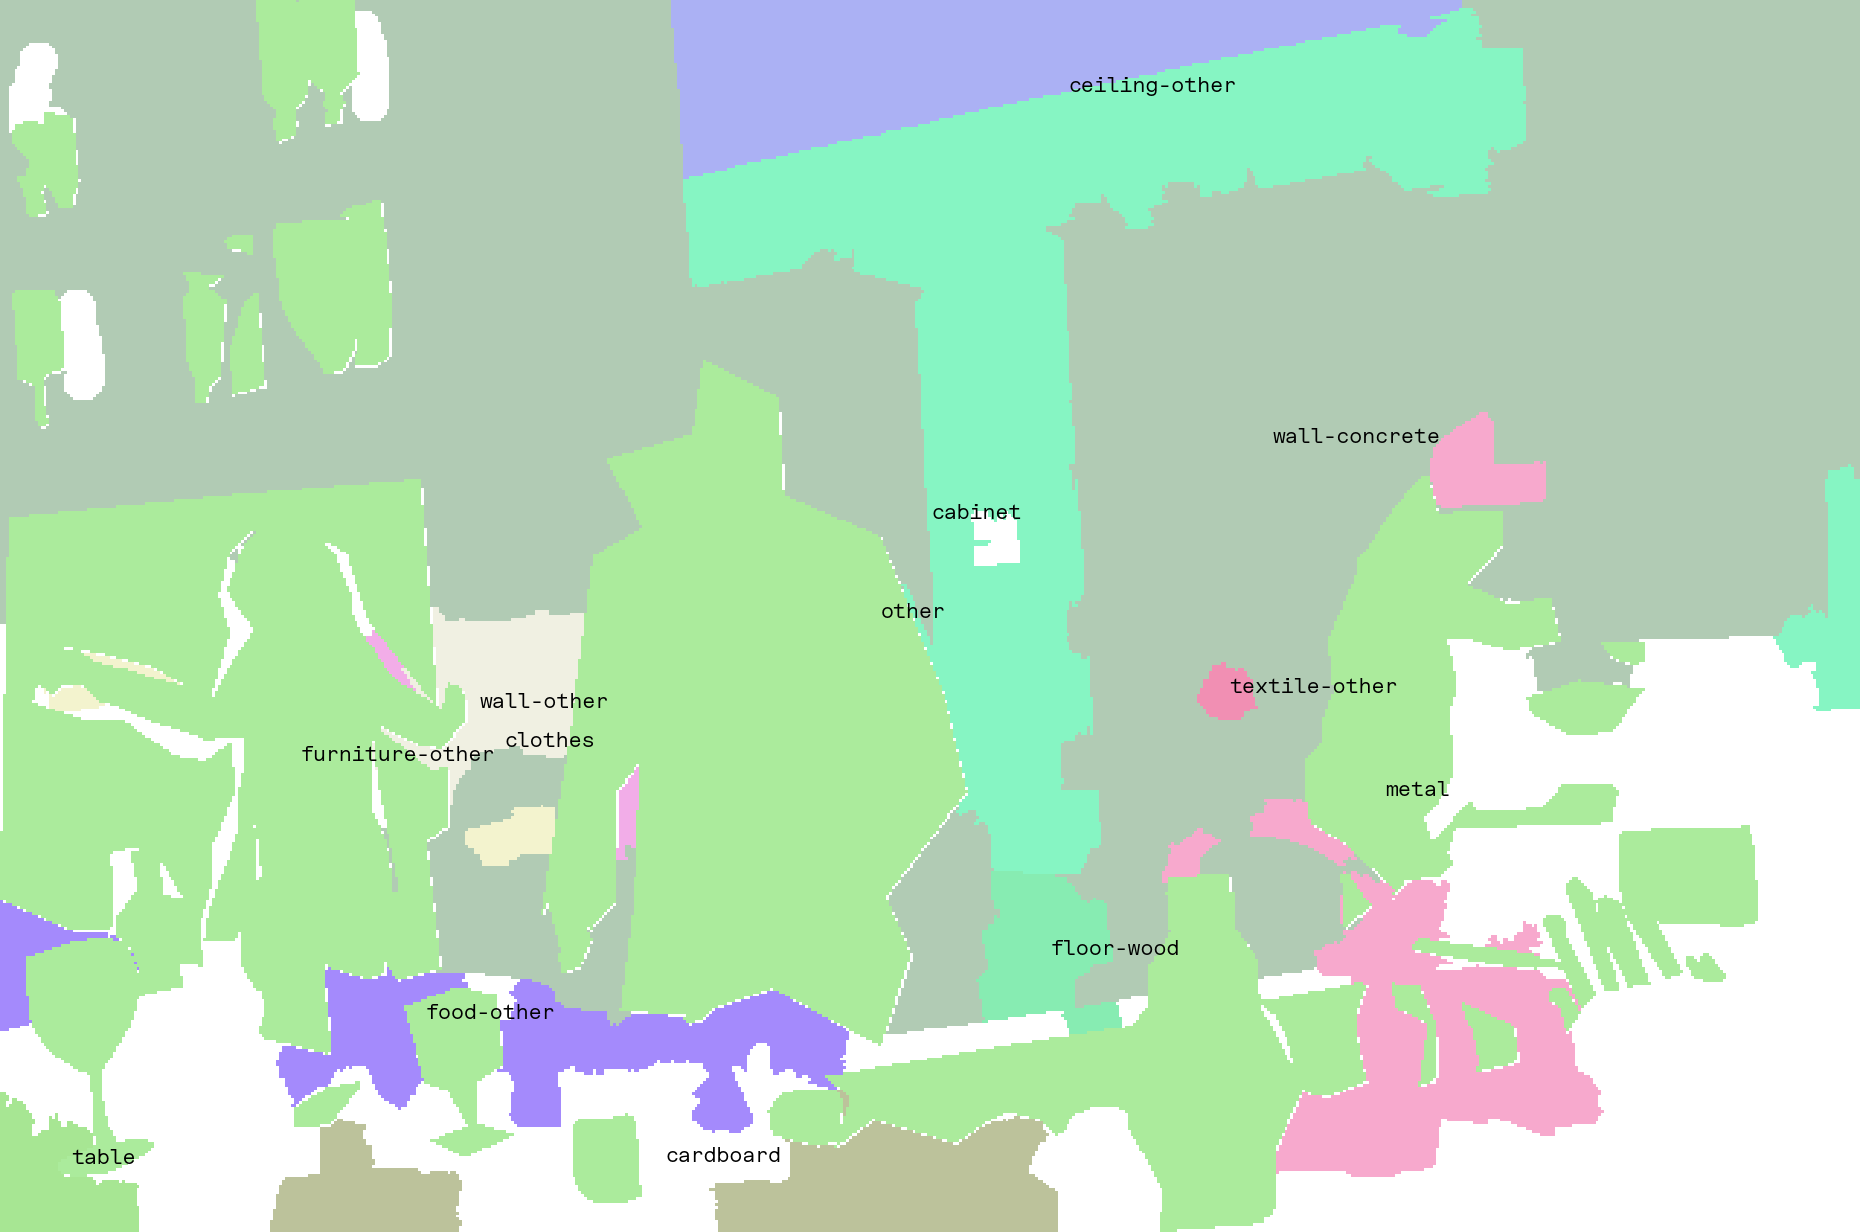 ceiling-other
wall-concrete
cabinet
other
textile-other
wall-other
clothes
furniture-other
metal
floor-wood
food-other
cardboard
table